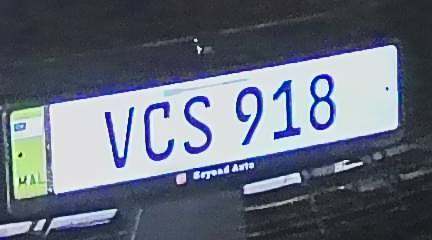 VCS 918
MAL
Beyond Auto